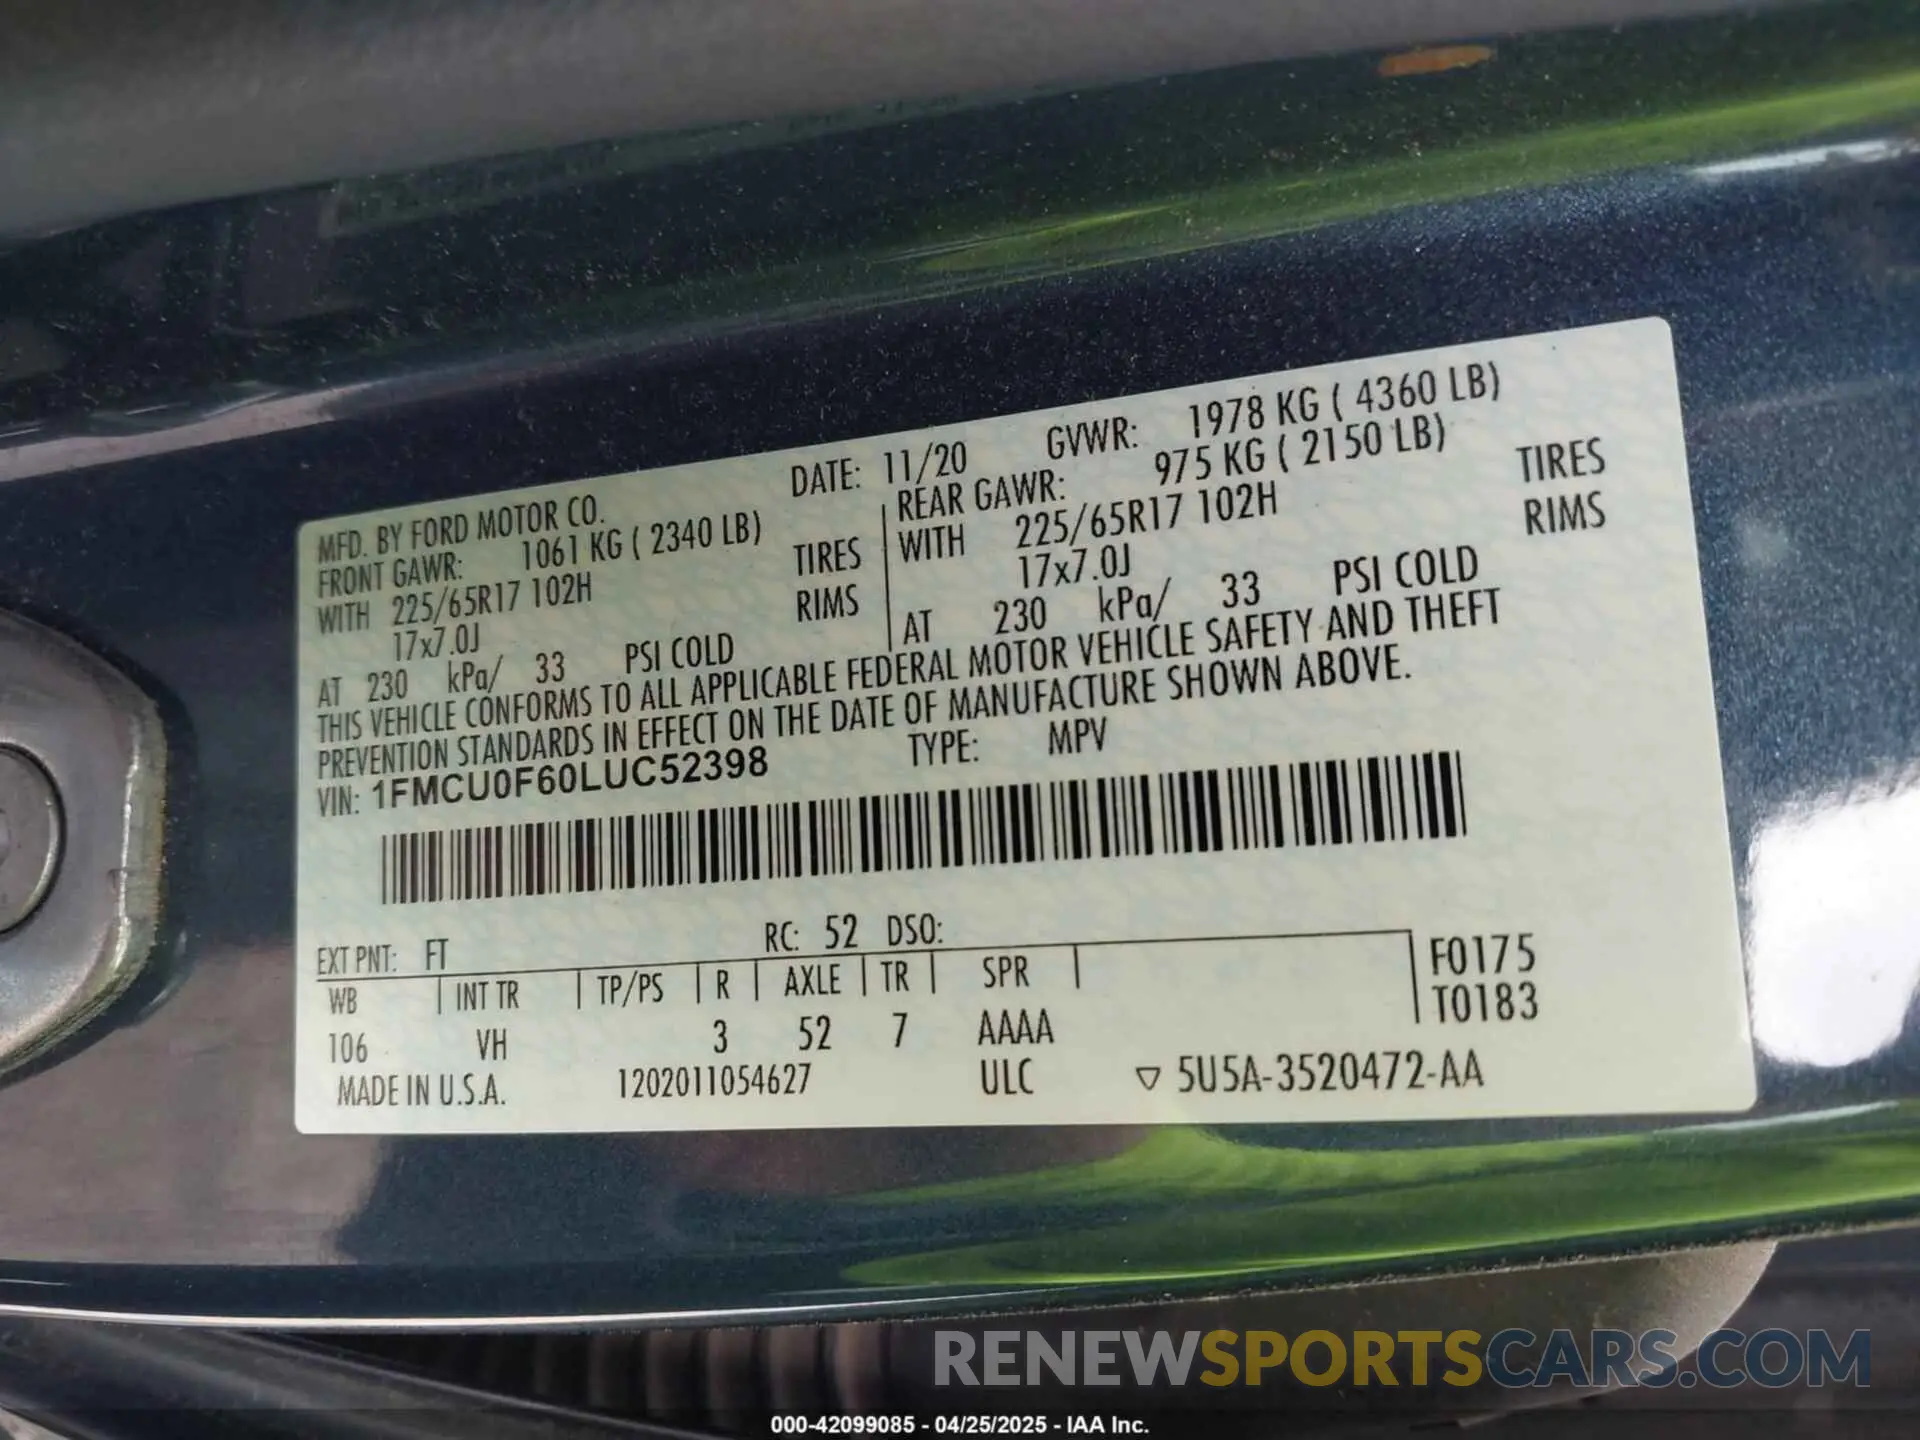 MFD. BY FORD MOTOR CO. DATE: 11/20 GVWR: 1978 KG ( 4360 LB)
FRONT GAWR: 1061 KG ( 2340 LB) REAR GAWR: 975 KG ( 2150 LB)
WITH 225/65R17 102H TIRES WITH 225/65R17 102H TIRES
17x7.0J RIMS 17x7.0J RIMS
AT 230 kPa/ 33 PSI COLD AT 230 kPa/ 33 PSI COLD
THIS VEHICLE CONFORMS TO ALL APPLICABLE FEDERAL MOTOR VEHICLE SAFETY AND THEFT
PREVENTION STANDARDS IN EFFECT ON THE DATE OF MANUFACTURE SHOWN ABOVE.
VIN: 1FMCU0F60LUC52398 TYPE: MPV
EXT PNT: FT RC: 52 DSO:
WB INT TR TP/PS R AXLE TR SPR F0175
106 VH 3 52 7 AAAA T0183
MADE IN U.S.A. 1202011054627 ULC ▽ 5U5A-3520472-AA
RENEWSPORTSCARS.COM
000-42099085 - 04/25/2025 - IAA Inc.